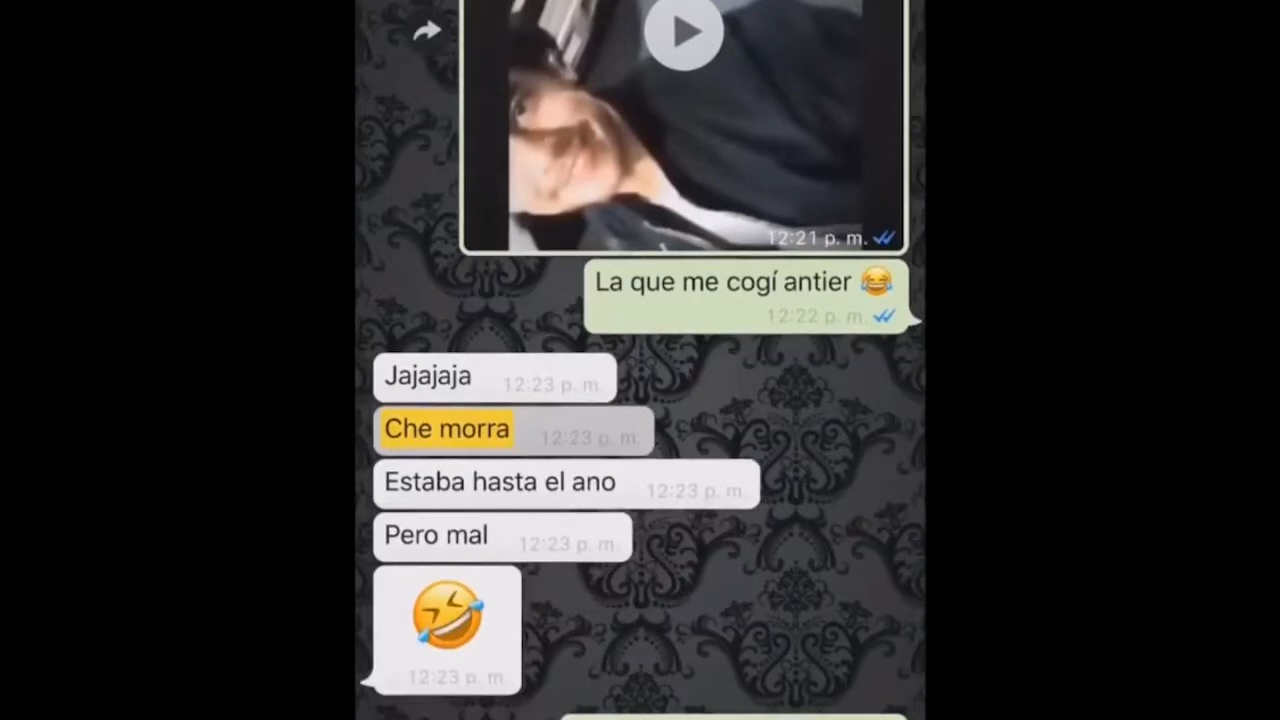 12:21 p. m.
La que me cogí antier 😂
12:22 p. m.
Jajajaja 12:23 p. m.
Che morra 12:23 p. m.
Estaba hasta el ano 12:23 p. m.
Pero mal 12:23 p. m.
🤣
12:23 p. m.